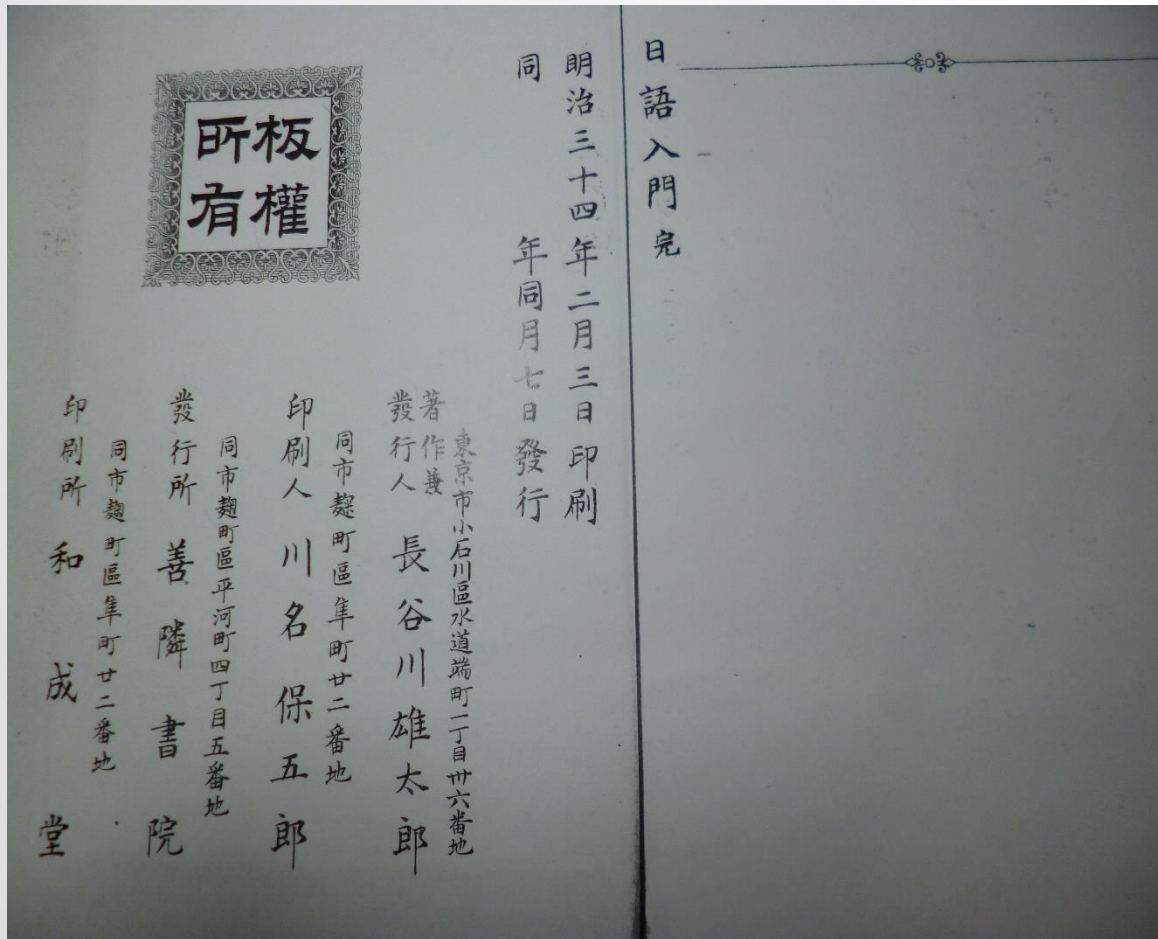 日語入門 完
明治三十四年二月三日印刷
同 年同月七日發行
板權
所有
東京市小石川區水道端町一丁目卅六番地
著作兼
發行人 長谷川雄太郎
同市麹町區隼町廿二番地
印刷人 川名保五郎
同市麹町區平河町四丁目五番地
發行所 善隣書院
同市麹町區隼町廿二番地
印刷所 和成堂